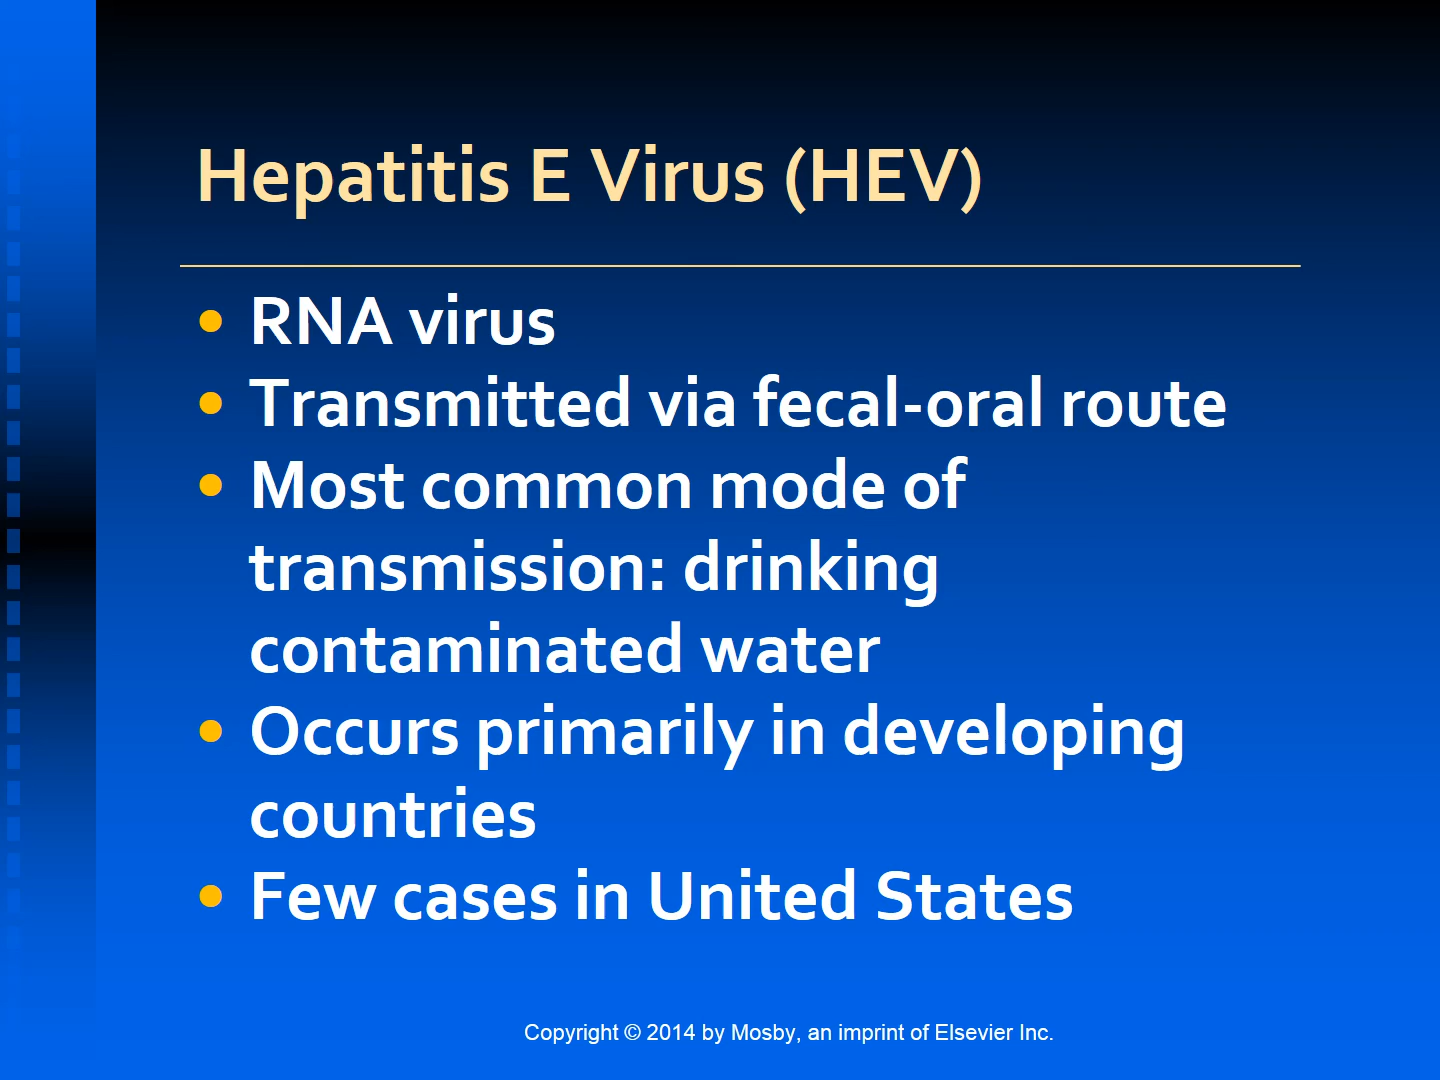 Hepatitis E Virus (HEV)
• RNA virus
• Transmitted via fecal-oral route
• Most common mode of
transmission: drinking
contaminated water
• Occurs primarily in developing
countries
• Few cases in United States
Copyright © 2014 by Mosby, an imprint of Elsevier Inc.